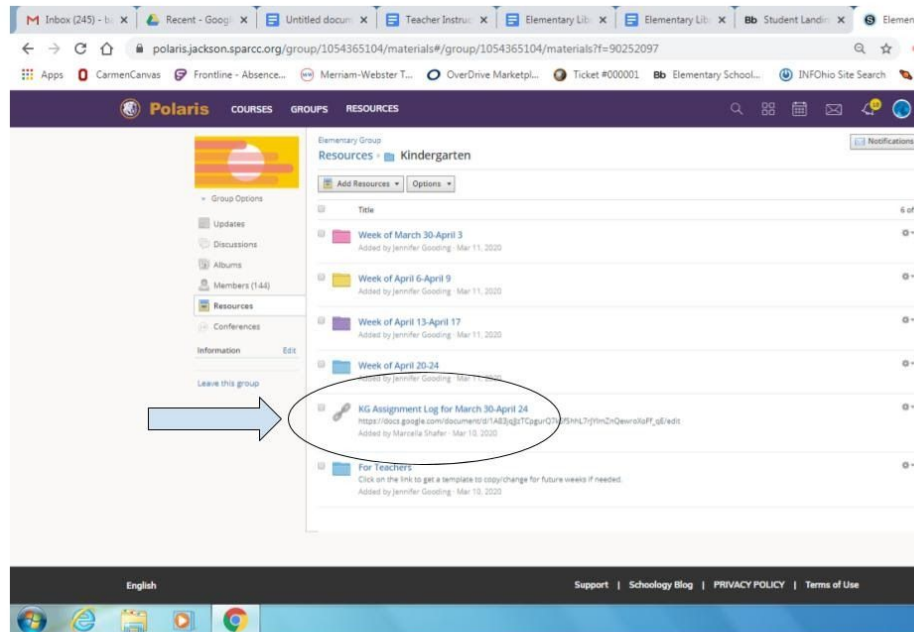 Inbox (245) - b
Recent - Googl
Untitled docum
Teacher Instruc
Elementary Lib
Elementary Lib
Bb Student Landin
Elemen
polaris.jackson.sparcc.org/group/1054365104/materials#/group/1054365104/materials?f=90252097
Apps
CarmenCanvas
Frontline - Absence...
Merriam-Webster T...
OverDrive Marketpl...
Ticket #000001
Bb Elementary School...
INFOhio Site Search
Polaris COURSES GROUPS RESOURCES
Elementary Group
Resources Kindergarten
Notifications
Add Resources
Options
Group Options
Title
6 of
Updates
Discussions
Albums
Members (144)
Resources
Conferences
Information Edit
Leave this group
Week of March 30-April 3
Added by Jennifer Gooding · Mar 11, 2020
Week of April 6-April 9
Added by Jennifer Gooding · Mar 11, 2020
Week of April 13-April 17
Added by Jennifer Gooding · Mar 11, 2020
Week of April 20-24
Added by Jennifer Gooding · Mar 11, 2020
KG Assignment Log for March 30-April 24
Added by Marcella Shafer · Mar 10, 2020
For Teachers
Click on the link to get a template to copy/change for future weeks if needed.
Added by Jennifer Gooding · Mar 10, 2020
English
Support | Schoology Blog | PRIVACY POLICY | Terms of Use